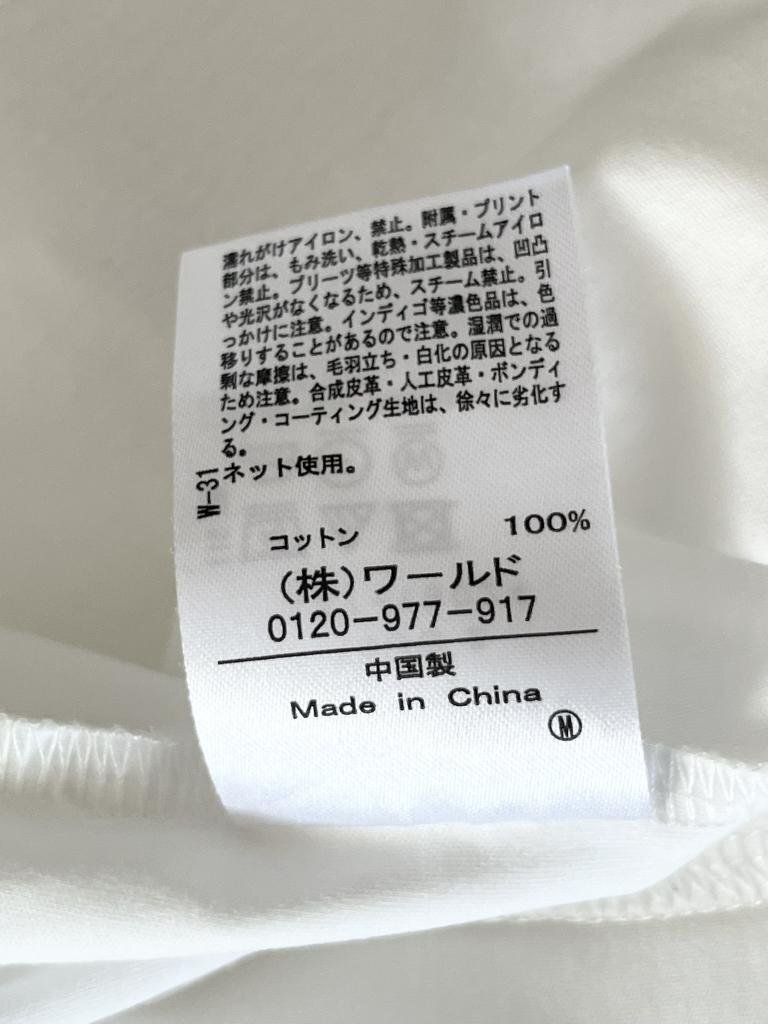 濡れがけアイロン、禁止。附属・プリント
部分は、もみ洗い、乾熱・スチームアイロ
ン禁止。プリーツ等特殊加工製品は、凹凸
や光沢がなくなるため、スチーム禁止。引
っかけに注意。インディゴ等濃色品は、色
移りすることがあるので注意。湿潤での過
剰な摩擦は、毛羽立ち・白化の原因となる
ため注意。合成皮革・人工皮革・ボンディ
ング・コーティング生地は、徐々に劣化す
る。
ネット使用。
W-31
コットン 100%
(株)ワールド
0120-977-917
中国製
Made in China
Ⓜ